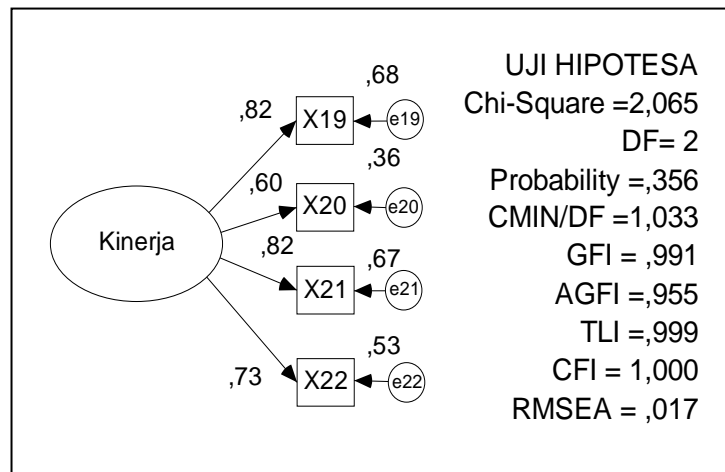 ,68
,82
X19
e19
,36
,60
X20
e20
Kinerja
,82
,67
X21
e21
,53
,73
X22
e22
UJI HIPOTESA
Chi-Square =2,065
DF= 2
Probability =,356
CMIN/DF =1,033
GFI = ,991
AGFI =,955
TLI =,999
CFI = 1,000
RMSEA = ,017